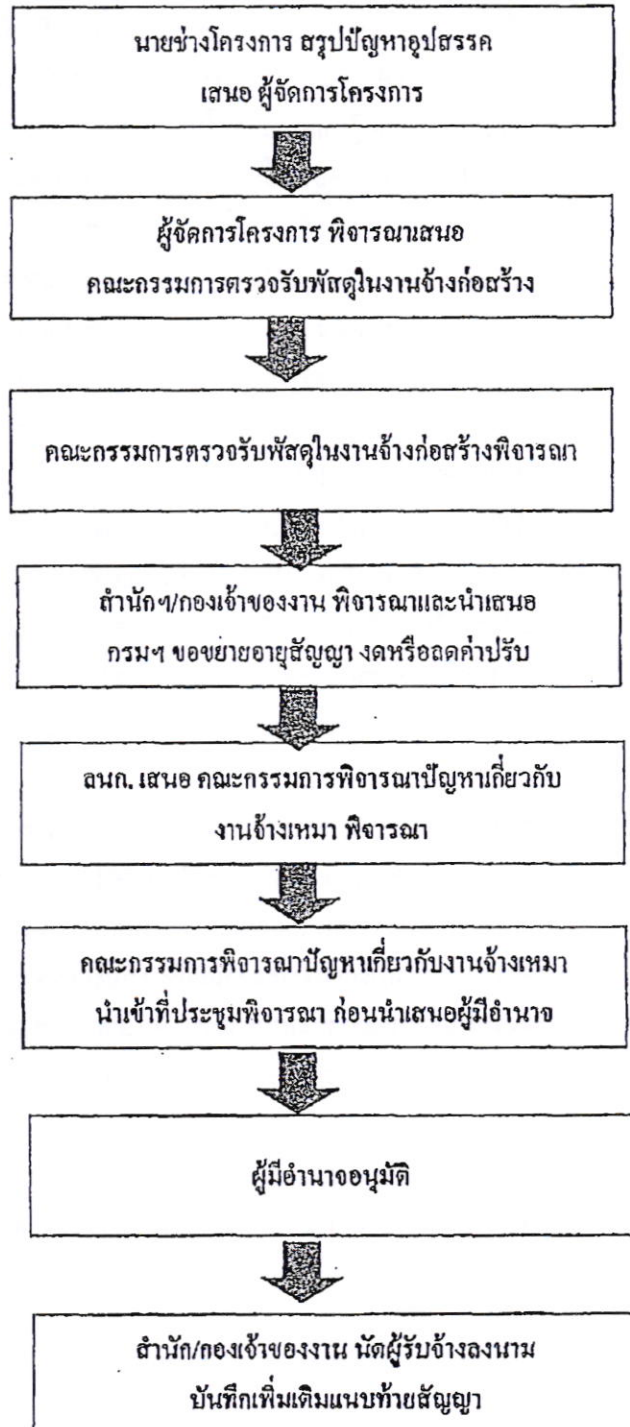 นายช่างโครงการ สรุปปัญหาอุปสรรค
เสนอ ผู้จัดการโครงการ
ผู้จัดการโครงการ พิจารณาเสนอ
คณะกรรมการตรวจรับพัสดุในงานจ้างก่อสร้าง
คณะกรรมการตรวจรับพัสดุในงานจ้างก่อสร้างพิจารณา
สำนักฯ/กองเจ้าของงาน พิจารณาและนำเสนอ
กรมฯ ขอขยายอายุสัญญา งดหรือลดค่าปรับ
ลนก. เสนอ คณะกรรมการพิจารณาปัญหาเกี่ยวกับ
งานจ้างเหมา พิจารณา
คณะกรรมการพิจารณาปัญหาเกี่ยวกับงานจ้างเหมา
นำเข้าที่ประชุมพิจารณา ก่อนนำเสนอผู้มีอำนาจ
ผู้มีอำนาจอนุมัติ
สำนัก/กองเจ้าของงาน นัดผู้รับจ้างลงนาม
บันทึกเพิ่มเติมแนบท้ายสัญญา